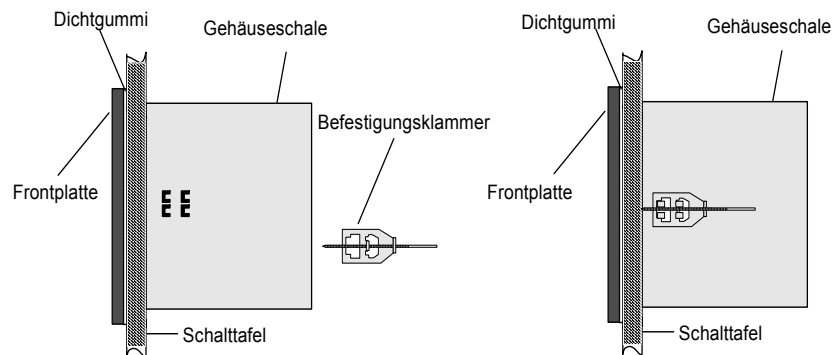 Dichtgummi
Gehäuseschale
Befestigungsklammer
Frontplatte
Schalttafel
Dichtgummi
Gehäuseschale
Frontplatte
Schalttafel